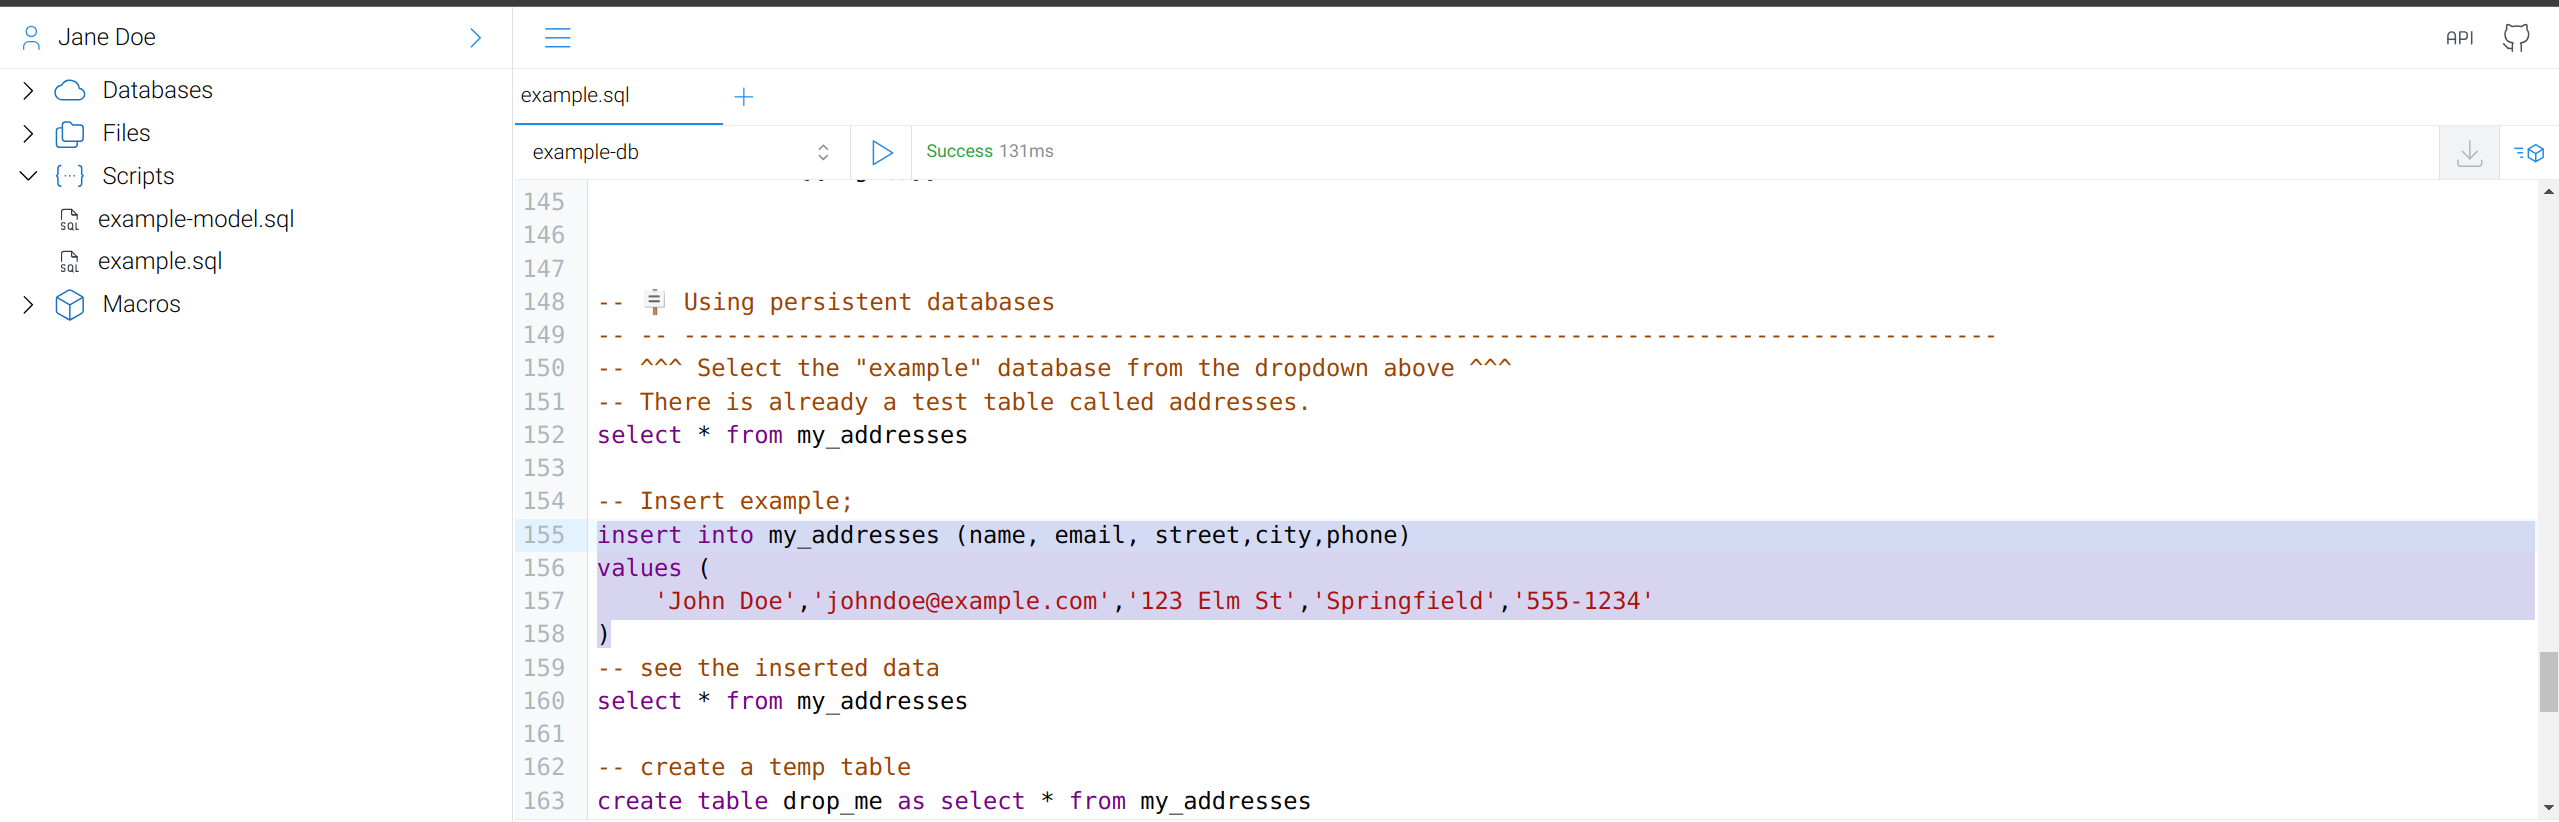 Jane Doe
API
Databases
Files
Scripts
SQL example-model.sql
SQL example.sql
Macros
example.sql
example-db
Success 131ms
145
146
147
148 -- Using persistent databases
149 -- -- --------------------------------------------------------------------------------------------
150 -- ^^^ Select the "example" database from the dropdown above ^^^
151 -- There is already a test table called addresses.
152 select * from my_addresses
153
154 -- Insert example;
155 insert into my_addresses (name, email, street,city,phone)
156 values (
157 'John Doe','johndoe@example.com','123 Elm St','Springfield','555-1234'
158 )
159 -- see the inserted data
160 select * from my_addresses
161
162 -- create a temp table
163 create table drop_me as select * from my_addresses